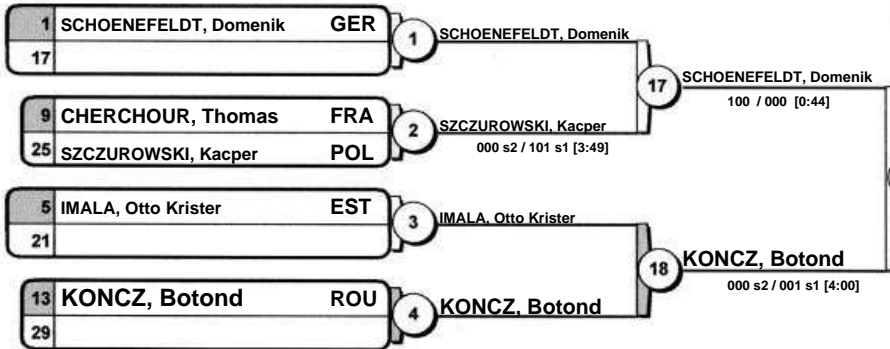 1 SCHOENEFELDT, Domenik GER
17
1
SCHOENEFELDT, Domenik
9 CHERCHOUR, Thomas FRA
25 SZCZUROWSKI, Kacper POL
2
SZCZUROWSKI, Kacper
000 s2 / 101 s1 [3:49]
17
SCHOENEFELDT, Domenik
100 / 000 [0:44]
5 IMALA, Otto Krister EST
21
3
IMALA, Otto Krister
13 KONCZ, Botond ROU
29
4
KONCZ, Botond
18
KONCZ, Botond
000 s2 / 001 s1 [4:00]